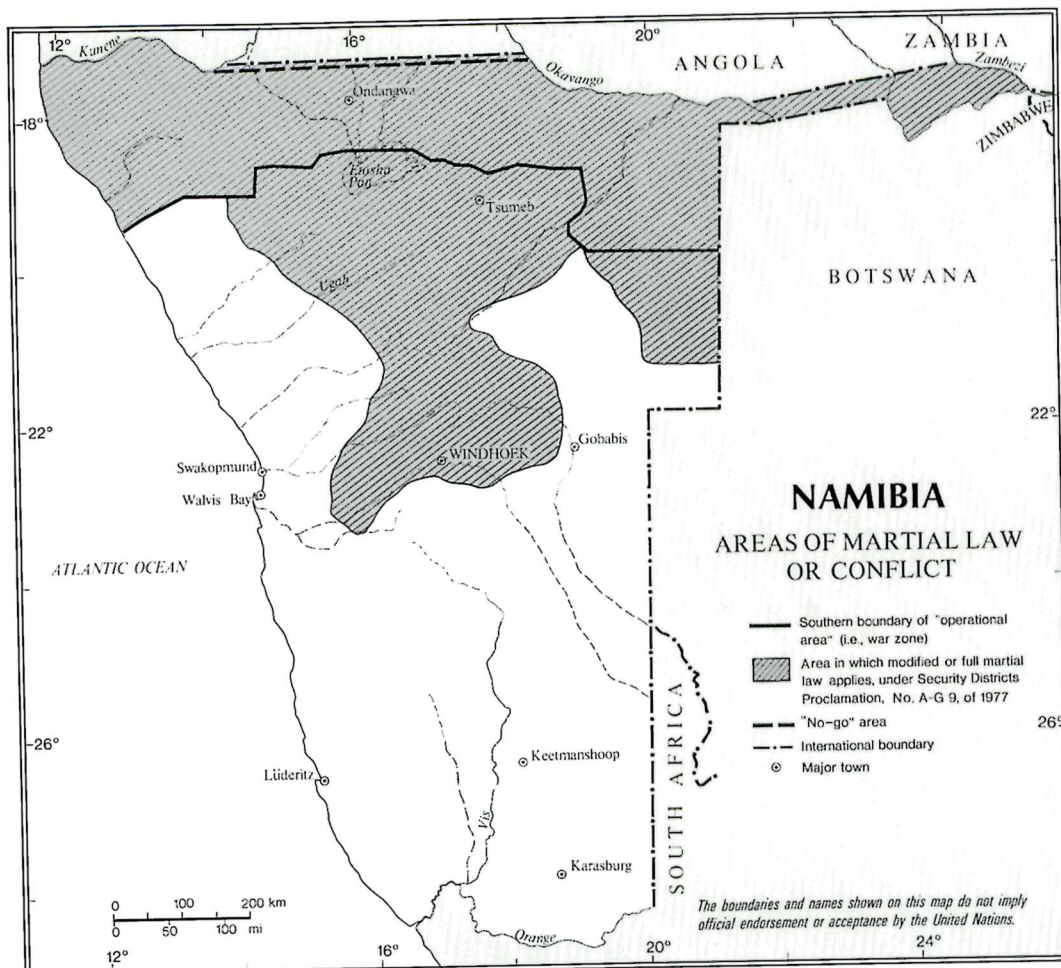 12°
16°
20°
Kunene
Okavango
ANGOLA
ZAMBIA
Zambezi
ZIMBABWE
Ondangwa
18°
Etosha
Pan
Tsumeb
BOTSWANA
Ugab
22°
22°
Gobabis
WINDHOEK
Swakopmund
Walvis Bay
NAMIBIA
AREAS OF MARTIAL LAW
OR CONFLICT
ATLANTIC OCEAN
Southern boundary of "operational
area" (i.e., war zone)
Area in which modified or full martial
law applies, under Security Districts
Proclamation, No. A-G 9, of 1977
"No-go" area
International boundary
Major town
26°
26°
SOUTH AFRICA
Keetmanshoop
Lüderitz
Vis
Karasburg
0 100 200 km
0 50 100 mi
The boundaries and names shown on this map do not imply
official endorsement or acceptance by the United Nations.
Orange
12°
16°
20°
24°